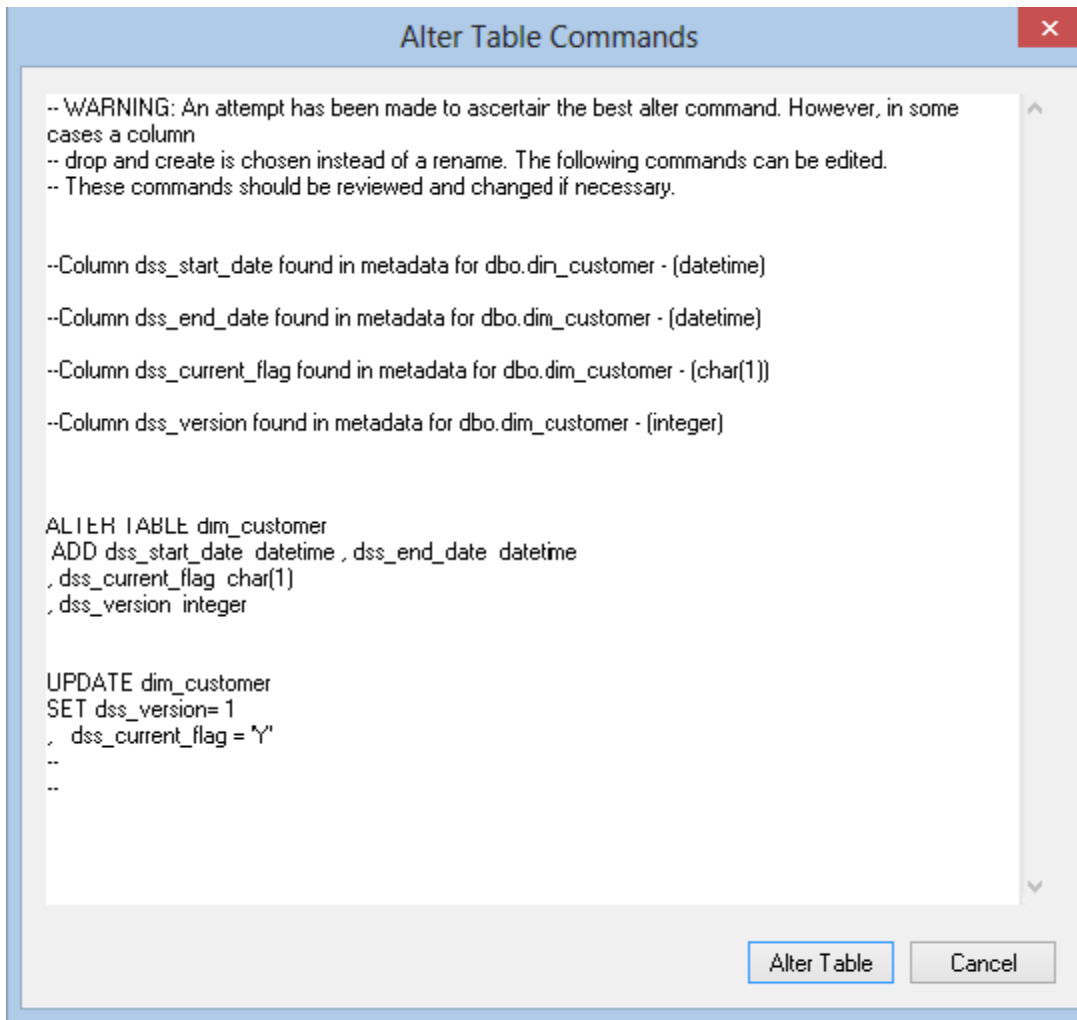 Alter Table Commands
-- WARNING: An attempt has been made to ascertair the best alter command. However, in some
cases a column
-- drop and create is chosen instead of a rename. The following commands can be edited.
-- These commands should be reviewed and changed if necessary.
--Column dss_start_date found in metadata for dbo.dim_customer - (datetime)
--Column dss_end_date found in metadata for dbo.dim_customer - (datetime)
--Column dss_current_flag found in metadata for dbo.dim_customer - (char(1))
--Column dss_version found in metadata for dbo.dim_customer - (integer)
ALTER TABLE dim_customer
ADD dss_start_date datetime , dss_end_date datetime
, dss_current_flag char(1)
, dss_version integer
UPDATE dim_customer
SET dss_version= 1
, dss_current_flag = 'Y'
--
--
Alter Table
Cancel